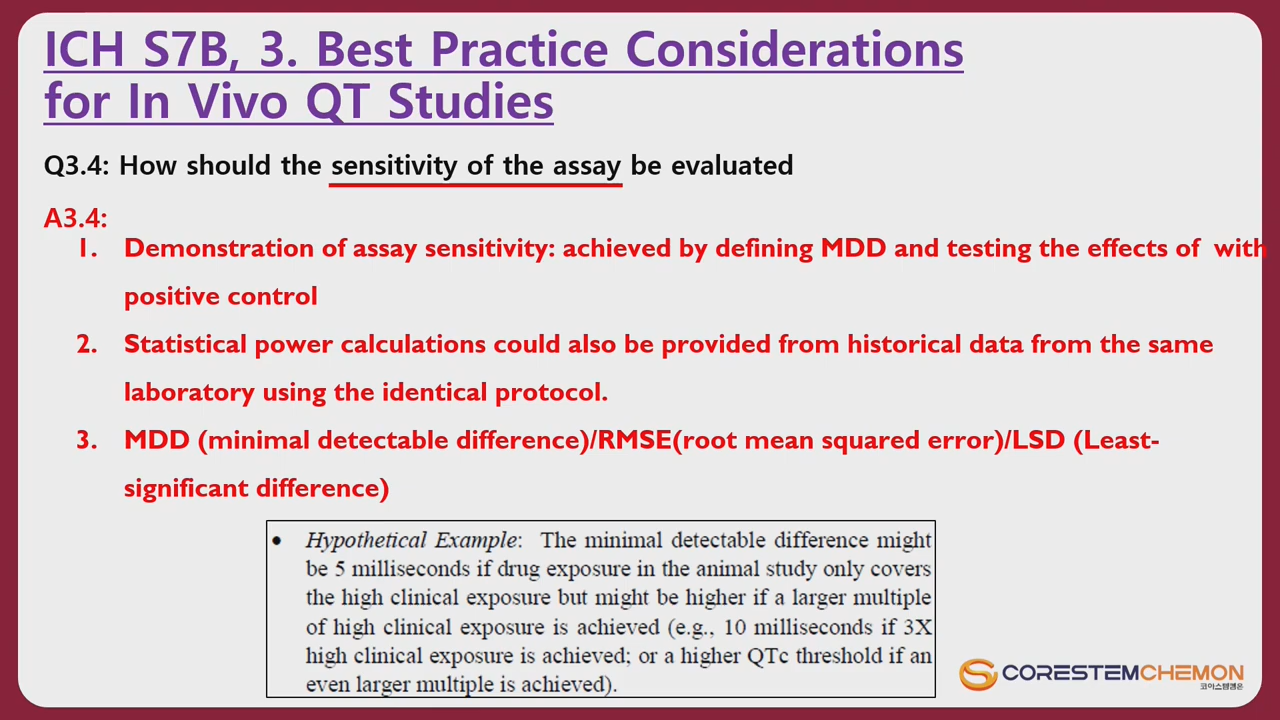 ICH S7B, 3. Best Practice Considerations
for In Vivo QT Studies
Q3.4: How should the sensitivity of the assay be evaluated
A3.4:
1. Demonstration of assay sensitivity: achieved by defining MDD and testing the effects of  with
positive control
2. Statistical power calculations could also be provided from historical data from the same
laboratory using the identical protocol.
3. MDD (minimal detectable difference)/RMSE(root mean squared error)/LSD (Least-
significant difference)
• Hypothetical Example: The minimal detectable difference might
be 5 milliseconds if drug exposure in the animal study only covers
the high clinical exposure but might be higher if a larger multiple
of high clinical exposure is achieved (e.g., 10 milliseconds if 3X
high clinical exposure is achieved; or a higher QTc threshold if an
even larger multiple is achieved).
CORESTEMCHEMON
코아스템켐온